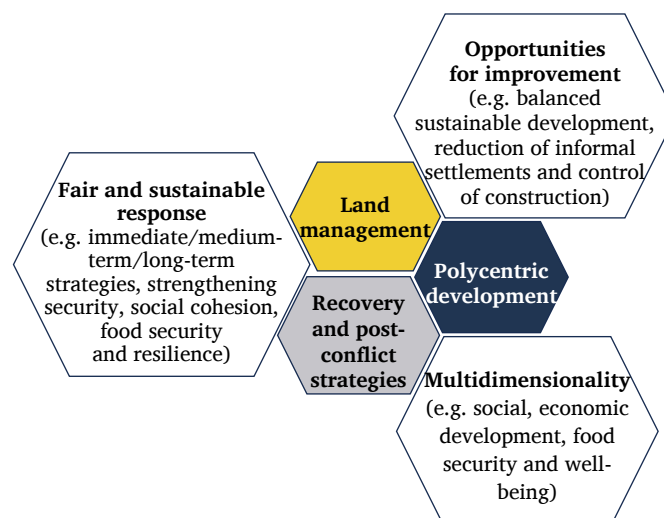 Opportunities
for improvement
(e.g. balanced
sustainable development,
reduction of informal
settlements and control
of construction)
Fair and sustainable
response
(e.g. immediate/medium-
term/long-term
strategies, strengthening
security, social cohesion,
food security
and resilience)
Land
management
Polycentric
development
Recovery and
post-
conflict
strategies
Multidimensionality
(e.g. social, economic
development, food
security and well-
being)